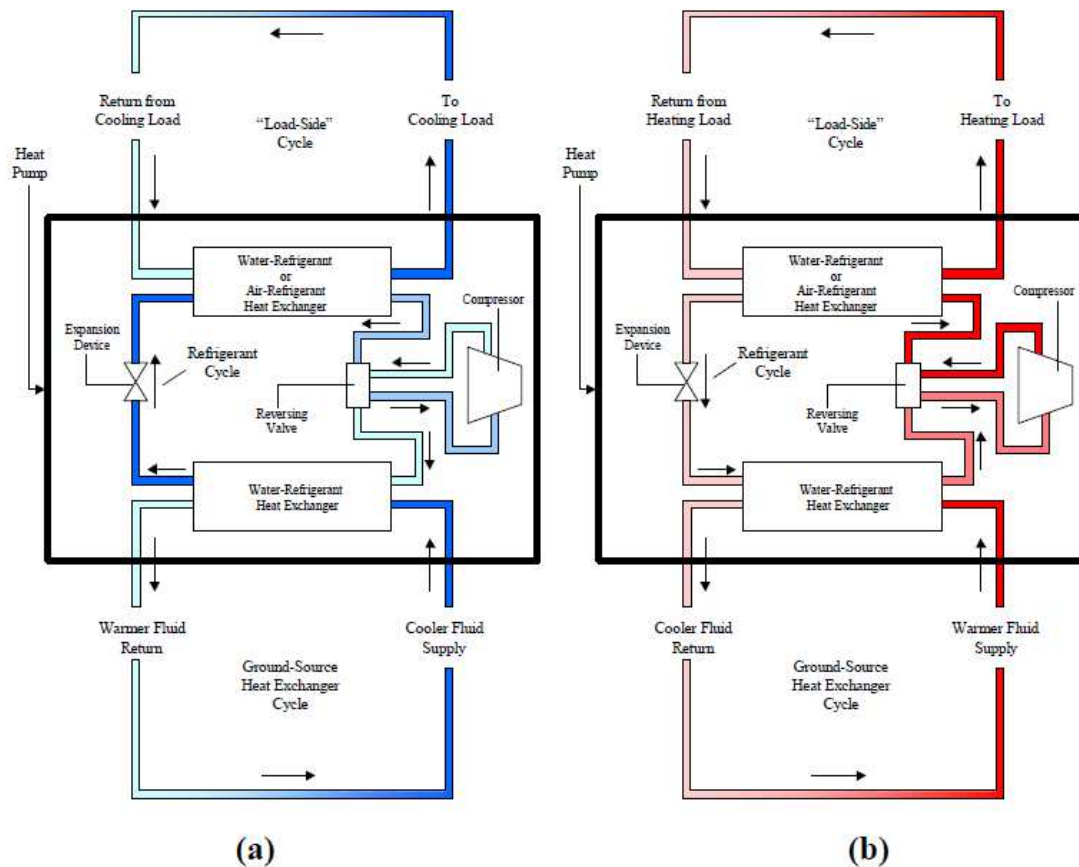 Return from
Cooling Load
"Load-Side"
Cycle
To
Cooling Load
Heat
Pump
Water-Refrigerant
or
Air-Refrigerant
Heat Exchanger
Compressor
Expansion
Device
Refrigerant
Cycle
Reversing
Valve
Water-Refrigerant
Heat Exchanger
Warmer Fluid
Return
Cooler Fluid
Supply
Ground-Source
Heat Exchanger
Cycle
(a)
Return from
Heating Load
"Load-Side"
Cycle
To
Heating Load
Heat
Pump
Water-Refrigerant
or
Air-Refrigerant
Heat Exchanger
Compressor
Expansion
Device
Refrigerant
Cycle
Reversing
Valve
Water-Refrigerant
Heat Exchanger
Cooler Fluid
Return
Warmer Fluid
Supply
Ground-Source
Heat Exchanger
Cycle
(b)